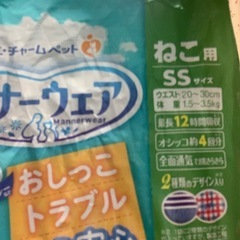 ニ・チャームペット
ナーウェア
Mannerwear
おしっこ
トラブル
ねこ用
SSサイズ
ウエスト 20~30cm
体重 1.5~3.5kg
最長12時間吸収
オシッコ約4回分
全面通気
2種類のデザイン入り